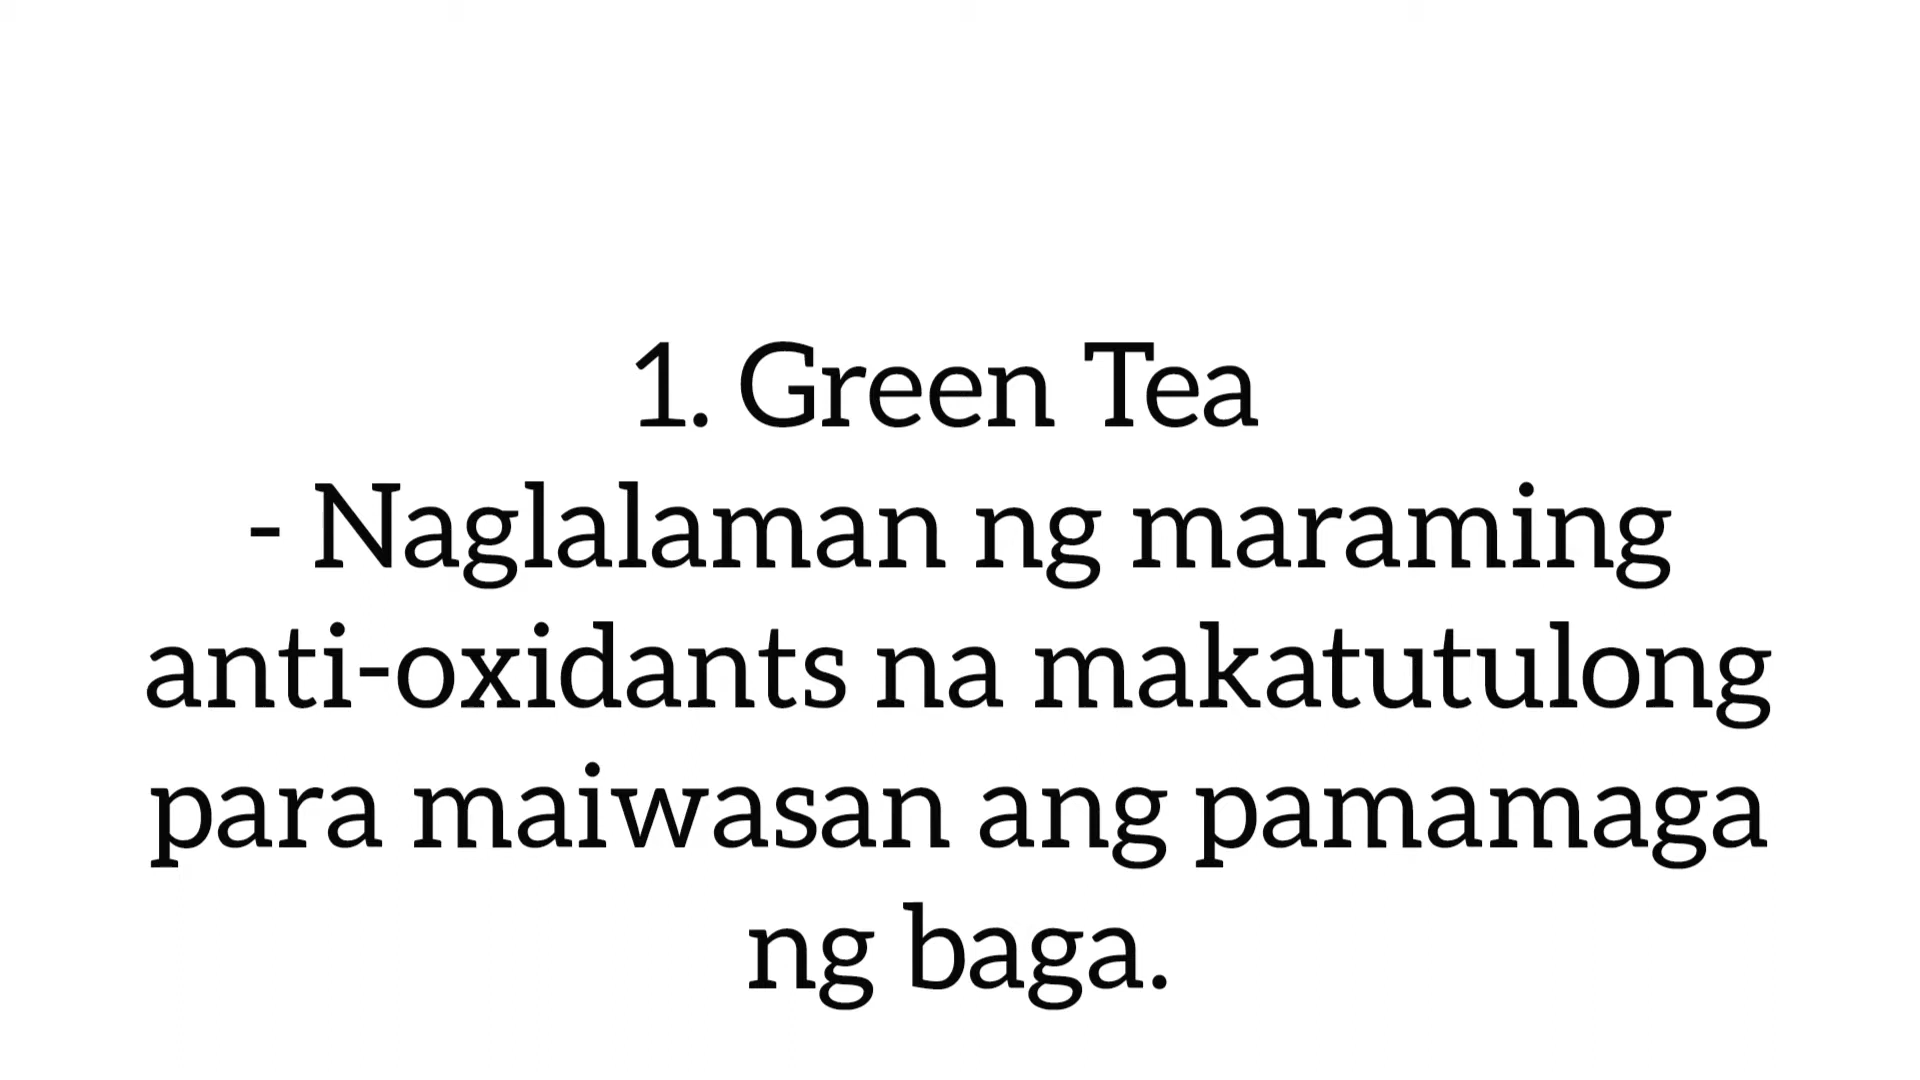 1. Green Tea
- Naglalaman ng maraming
anti-oxidants na makatutulong
para maiwasan ang pamamaga
ng baga.